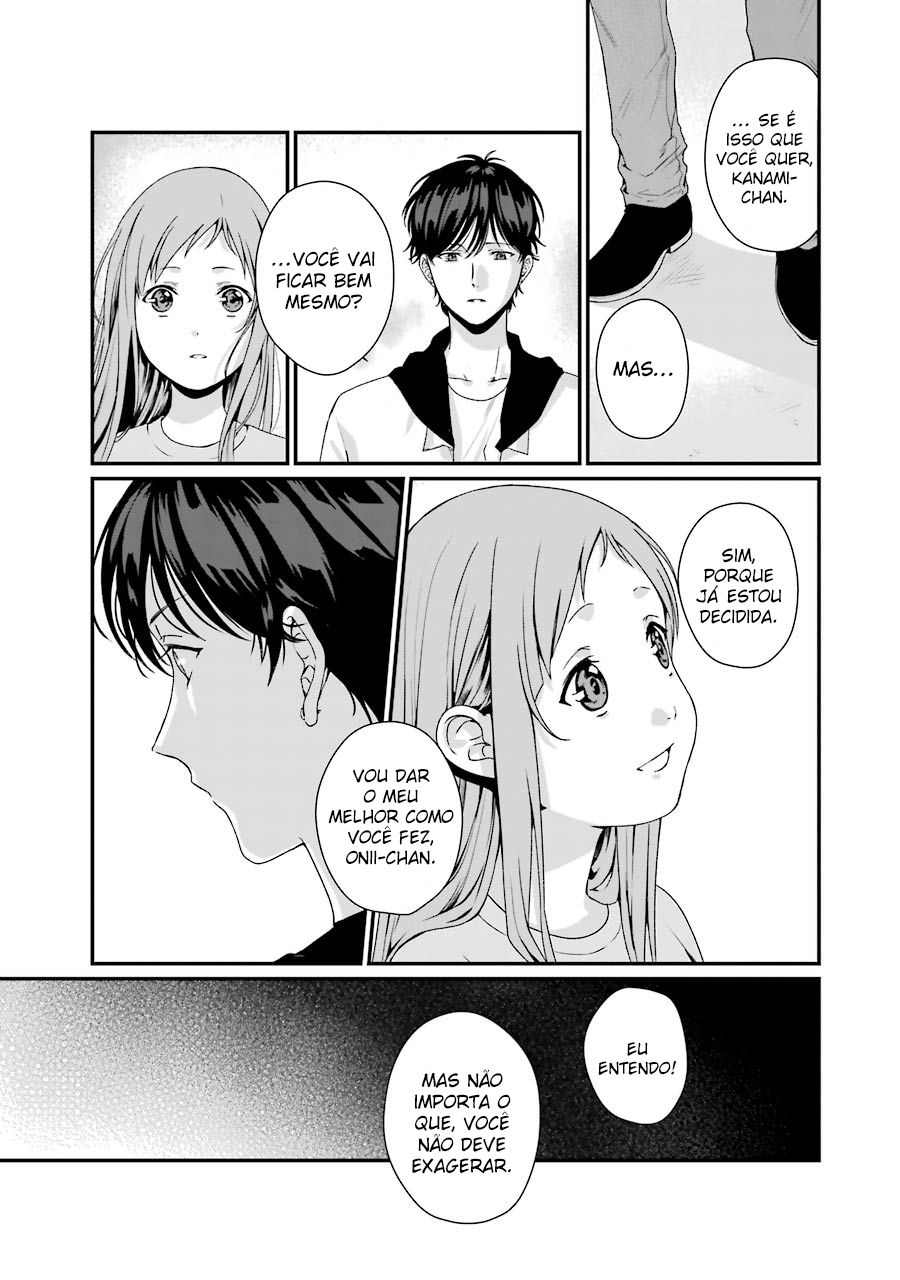 ... SE É
ISSO QUE
VOCÊ QUER,
KANAMI-
CHAN.
MAS...
...VOCÊ VAI
FICAR BEM
MESMO?
SIM,
PORQUE
JÁ ESTOU
DECIDIDA.
VOU DAR
O MEU
MELHOR COMO
VOCÊ FEZ,
ONII-CHAN.
EU
ENTENDO!
MAS NÃO
IMPORTA O
QUE, VOCÊ
NÃO DEVE
EXAGERAR.